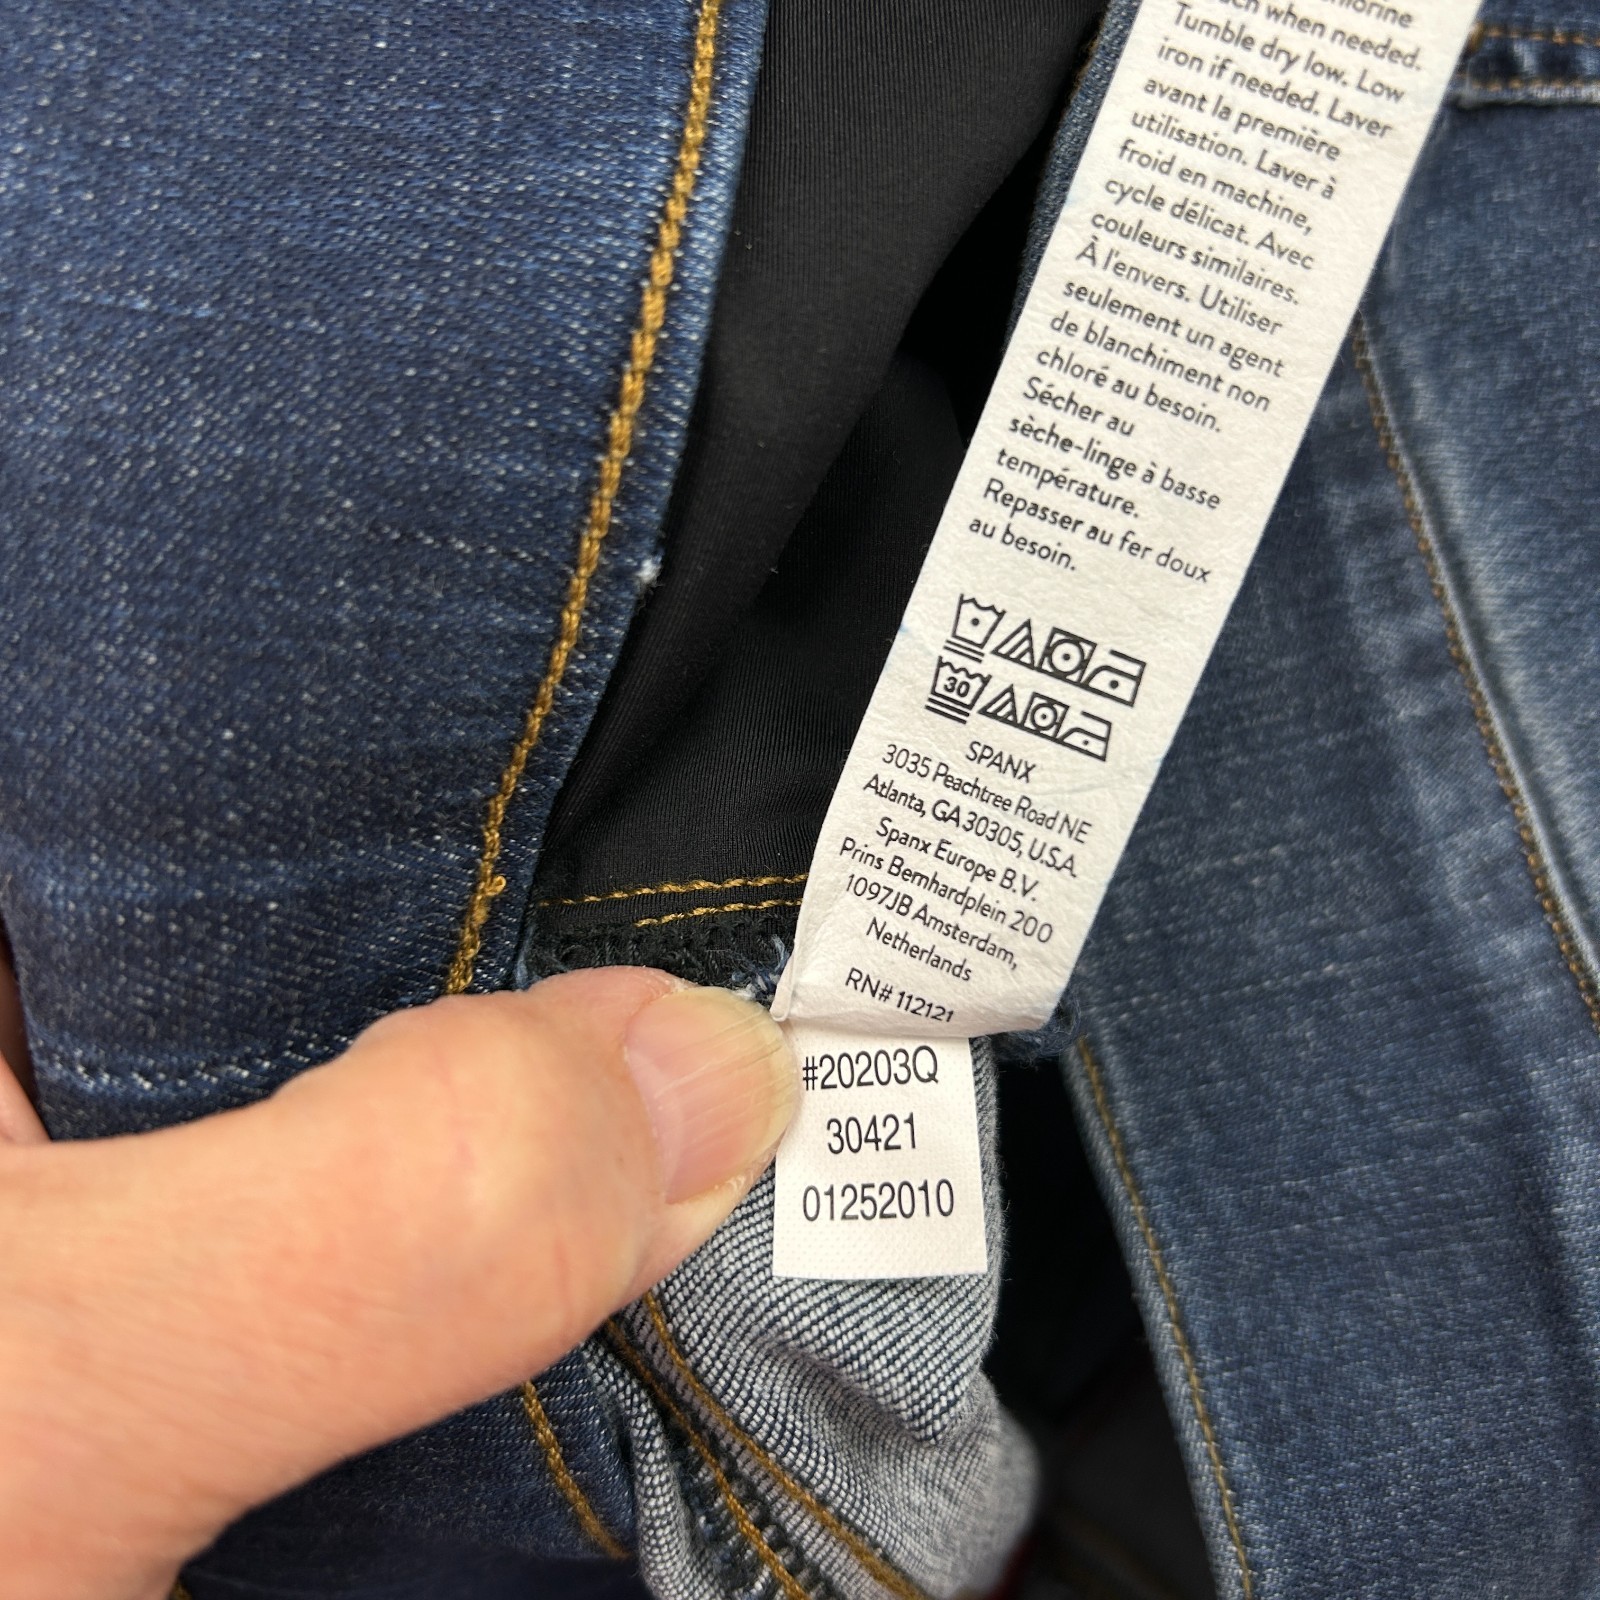 when needed.
Tumble dry low. Low
iron if needed. Laver
avant la première
utilisation. Laver à
froid en machine,
cycle délicat. Avec
couleurs similaires.
À l'envers. Utiliser
seulement un agent
de blanchiment non
chloré au besoin.
Sécher au
sèche-linge à basse
température.
Repasser au fer doux
au besoin.
30
SPANX
3035 Peachtree Road NE
Atlanta, GA 30305, U.S.A.
Spanx Europe B.V.
Prins Bernhardplein 200
1097JB Amsterdam,
Netherlands
RN# 112121
#20203Q
30421
01252010